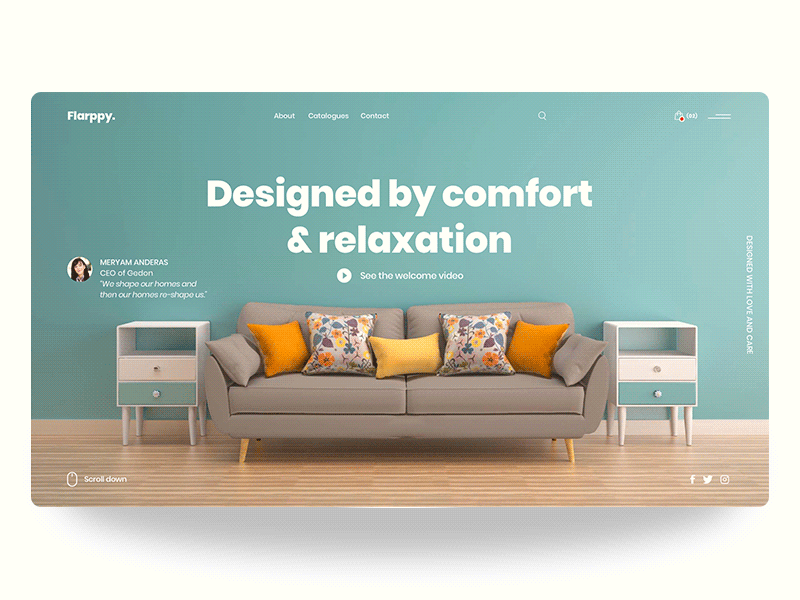 Flarppy.
About
Catalogues
Contact
(03)
Designed by comfort
& relaxation
See the welcome video
MERYAM ANDERAS
CEO of Gedon
"We shape our homes and
then our homes re-shape us."
DESIGNED WITH LOVE AND CARE
Scroll down